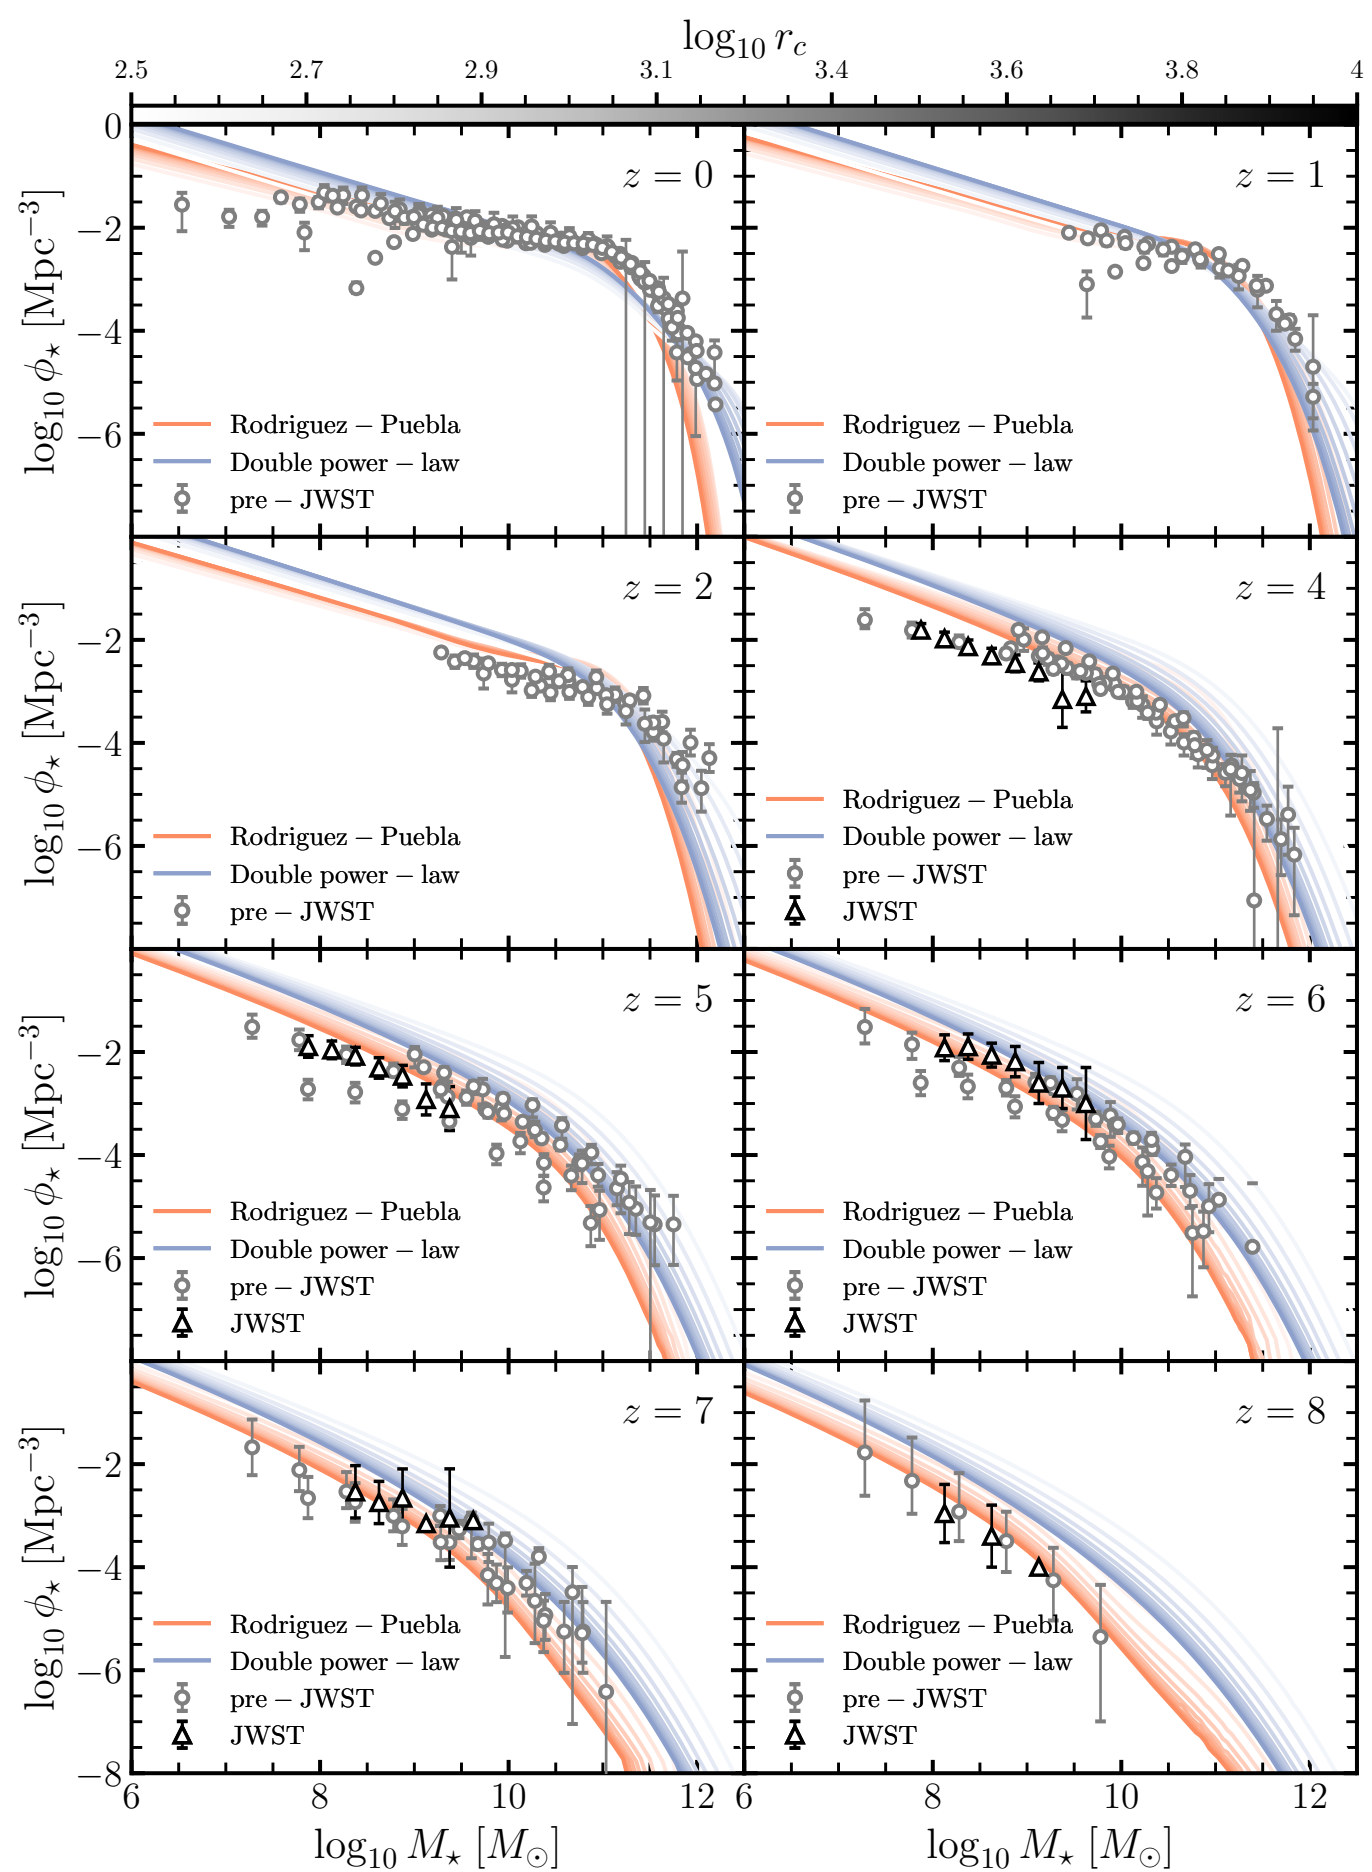 log₁₀ r_c
2.5 2.7 2.9 3.1 3.4 3.6 3.8 4
0
−2
−4
−6
log₁₀ ϕ⋆ [Mpc⁻³]
z = 0
Rodriguez − Puebla
Double power − law
pre − JWST
z = 1
Rodriguez − Puebla
Double power − law
pre − JWST
−2
−4
−6
log₁₀ ϕ⋆ [Mpc⁻³]
z = 2
Rodriguez − Puebla
Double power − law
pre − JWST
z = 4
Rodriguez − Puebla
Double power − law
pre − JWST
JWST
−2
−4
−6
log₁₀ ϕ⋆ [Mpc⁻³]
z = 5
Rodriguez − Puebla
Double power − law
pre − JWST
JWST
z = 6
Rodriguez − Puebla
Double power − law
pre − JWST
JWST
−2
−4
−6
−8
log₁₀ ϕ⋆ [Mpc⁻³]
z = 7
Rodriguez − Puebla
Double power − law
pre − JWST
JWST
z = 8
Rodriguez − Puebla
Double power − law
pre − JWST
JWST
6 8 10 12 6 8 10 12
log₁₀ M⋆ [M⊙] log₁₀ M⋆ [M⊙]